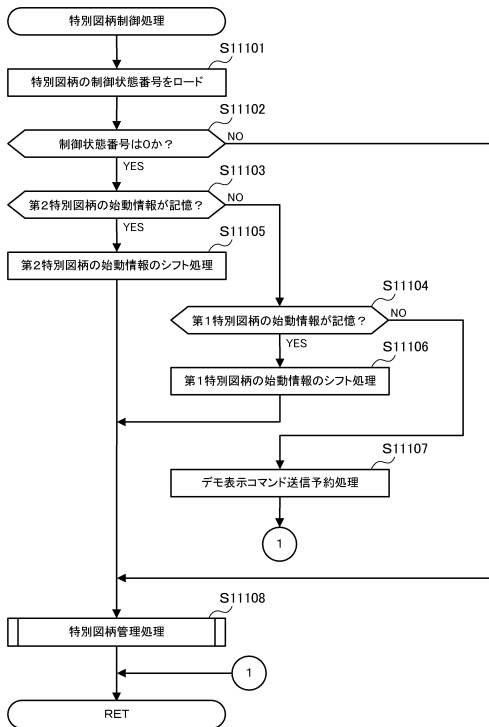 特別図柄制御処理
S11101
特別図柄の制御状態番号をロード
S11102
制御状態番号は0か？
NO
YES
S11103
第2特別図柄の始動情報が記憶？
NO
YES
S11105
第2特別図柄の始動情報のシフト処理
S11104
第1特別図柄の始動情報が記憶？
NO
YES
S11106
第1特別図柄の始動情報のシフト処理
S11107
デモ表示コマンド送信予約処理
1
S11108
特別図柄管理処理
1
RET